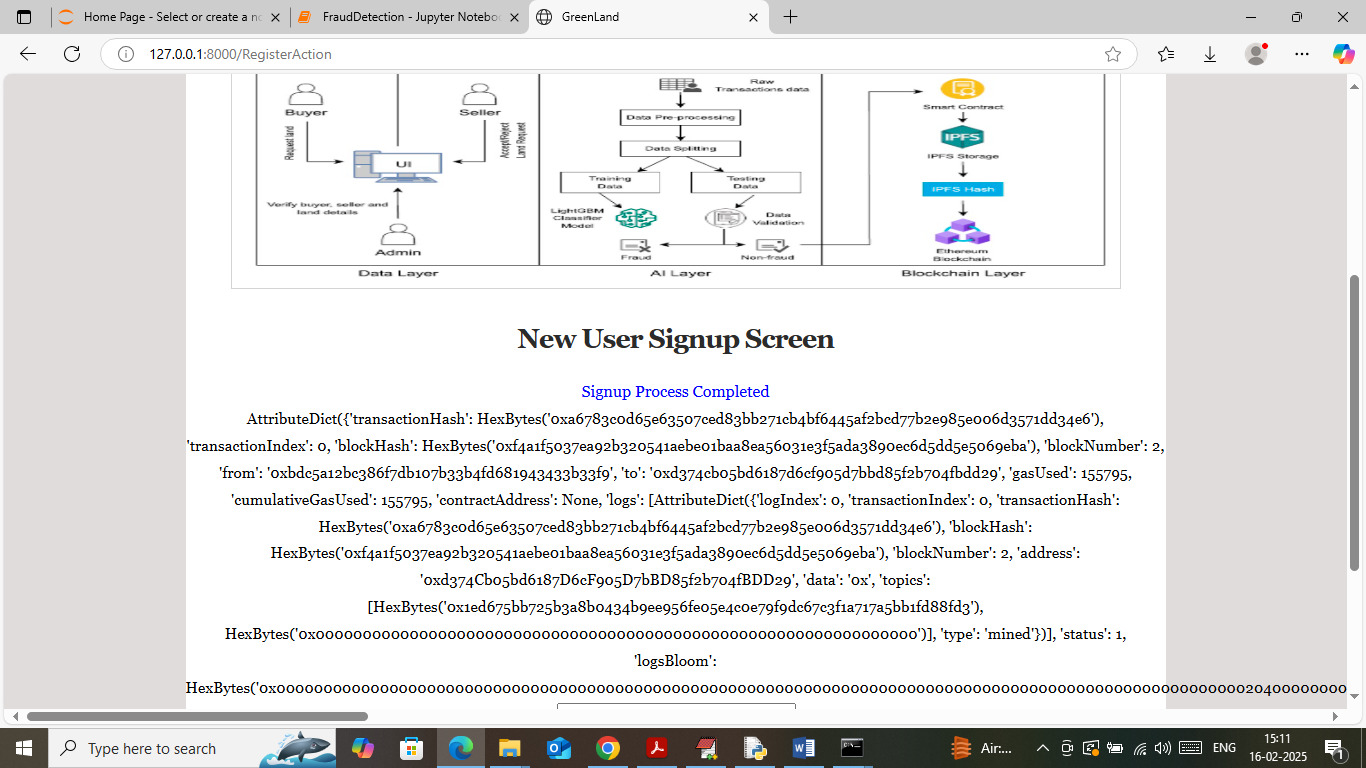 Home Page - Select or create a n
FraudDetection - Jupyter Notebo
GreenLand
127.0.0.1:8000/RegisterAction
Buyer
Seller
Request land
Accept/Reject
Land Request
UI
Verify buyer, seller and
land details
Admin
Data Layer
Raw
Transactions data
Data Pre-processing
Data Splitting
Training
Data
Testing
Data
LightGBM
Classifier
Model
Data
Validation
Fraud
Non-fraud
AI Layer
Smart Contract
IPFS
IPFS Storage
IPFS Hash
Ethereum
Blockchain
Blockchain Layer
New User Signup Screen
Signup Process Completed
AttributeDict({'transactionHash': HexBytes('0xa6783c0d65e63507ced83bb271cb4bf6445af2bcd77b2e985e006d3571dd34e6'),
'transactionIndex': 0, 'blockHash': HexBytes('0xf4a1f5037ea92b320541aebe01baa8ea56031e3f5ada3890ec6d5dd5e5069eba'), 'blockNumber': 2,
'from': '0xbdc5a12bc386f7db107b33b4fd681943433b33f9', 'to': '0xd374cb05bd6187d6cf905d7bbd85f2b704fbdd29', 'gasUsed': 155795,
'cumulativeGasUsed': 155795, 'contractAddress': None, 'logs': [AttributeDict({'logIndex': 0, 'transactionIndex': 0, 'transactionHash':
HexBytes('0xa6783c0d65e63507ced83bb271cb4bf6445af2bcd77b2e985e006d3571dd34e6'), 'blockHash':
HexBytes('0xf4a1f5037ea92b320541aebe01baa8ea56031e3f5ada3890ec6d5dd5e5069eba'), 'blockNumber': 2, 'address':
'0xd374Cb05bd6187D6cF905D7bBD85f2b704fBDD29', 'data': '0x', 'topics':
[HexBytes('0x1ed675bb725b3a8b0434b9ee956fe05e4c0e79f9dc67c3f1a717a5bb1fd88fd3'),
HexBytes('0x0000000000000000000000000000000000000000000000000000000000000000')], 'type': 'mined'})], 'status': 1,
'logsBloom':
Type here to search
Air:...
ENG
15:11
16-02-2025
1